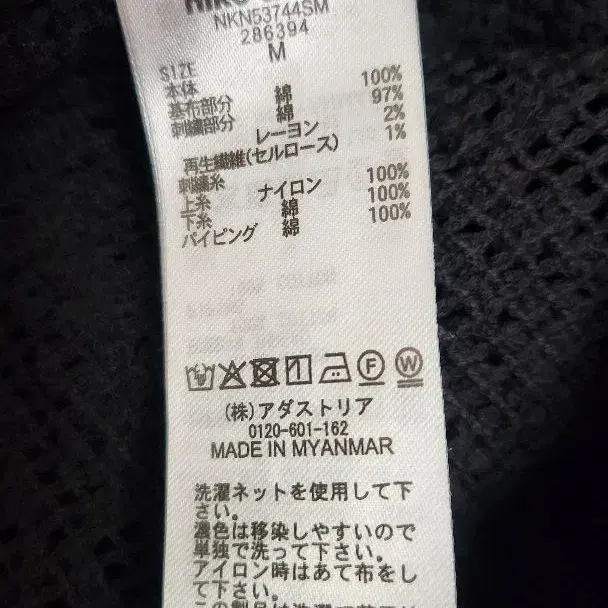 NKN53744SM
286394
M
SIZE
本体
基布部分 綿 100%
刺繍部分 綿 97%
レーヨン 2%
再生繊維(セルロース) 1%
刺繍糸
上糸 ナイロン 100%
下糸 綿 100%
パイピング 綿 100%
(株)アダストリア
0120-601-162
MADE IN MYANMAR
洗濯ネットを使用して下
さい。
濃色は移染しやすいので
単独で洗って下さい。
アイロン時はあて布をし
て下さい。